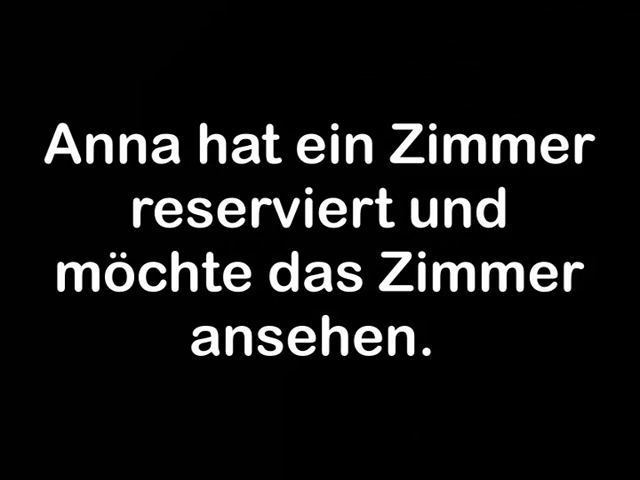 Anna hat ein Zimmer
reserviert und
möchte das Zimmer
ansehen.